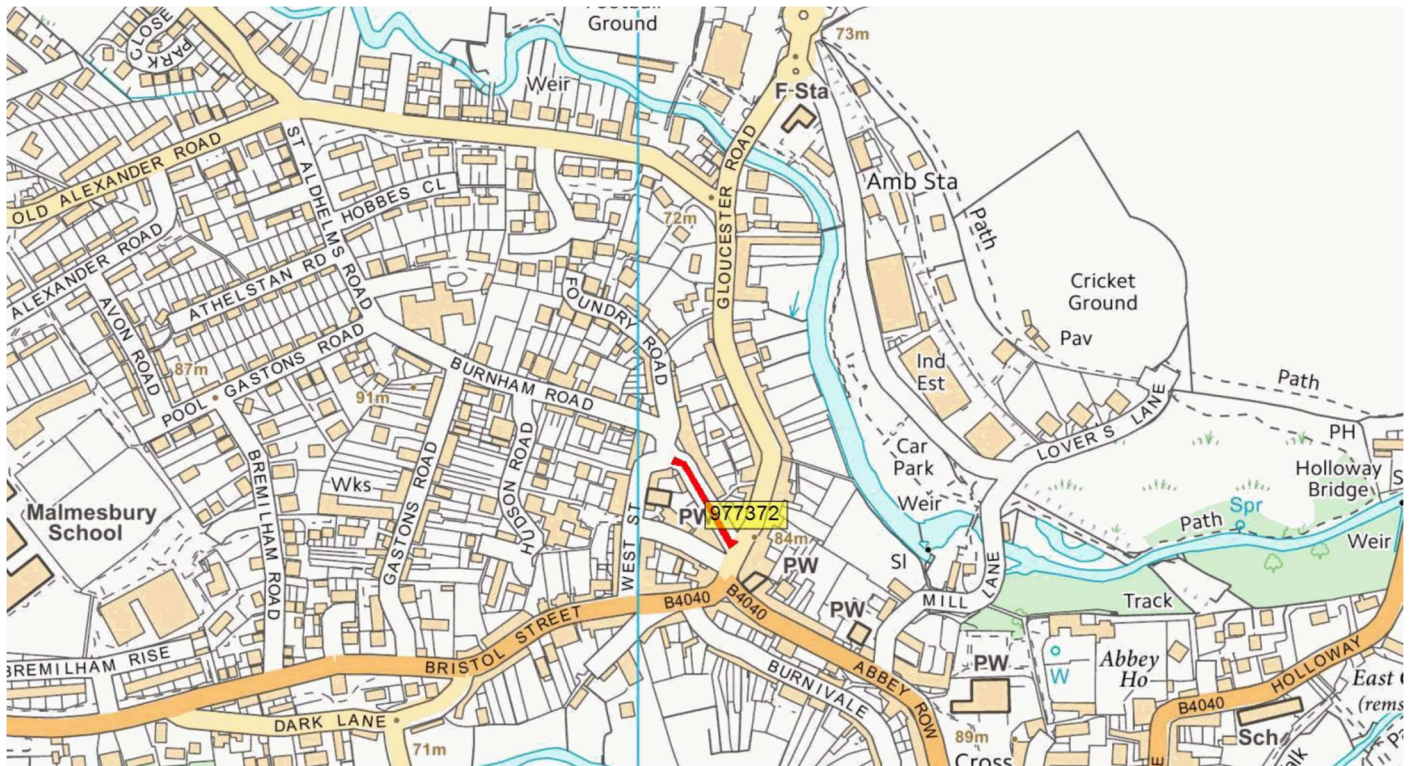 Football
Ground
73m
PARK CLOSE
Weir
F Sta
OLD ALEXANDER ROAD
ST ALDHELMS ROAD
HOBBES CL
GLOUCESTER ROAD
Amb Sta
72m
Path
ALEXANDER ROAD
ATHELSTAN RD
AVON ROAD
FOUNDRY ROAD
Cricket
Ground
Pav
87m
POOL GASTONS ROAD
BURNHAM ROAD
91m
Ind
Est
Path
LOVER'S LANE
PH
Car
Park
Holloway
Bridge
BREMILHAM ROAD
Wks
GASTONS ROAD
HUDSON ROAD
WEST ST
PW
977372
84m
Weir
Spr
Path
Weir
Malmesbury
School
Sl
PW
MILL LANE
Track
B4040
B4040
PW
BRISTOL STREET
BREMILHAM RISE
BURNIVALE
ABBEY ROW
PW
W
Abbey
Ho
B4040
HOLLOWAY
East
(rems
DARK LANE
71m
89m
Cross
Sch